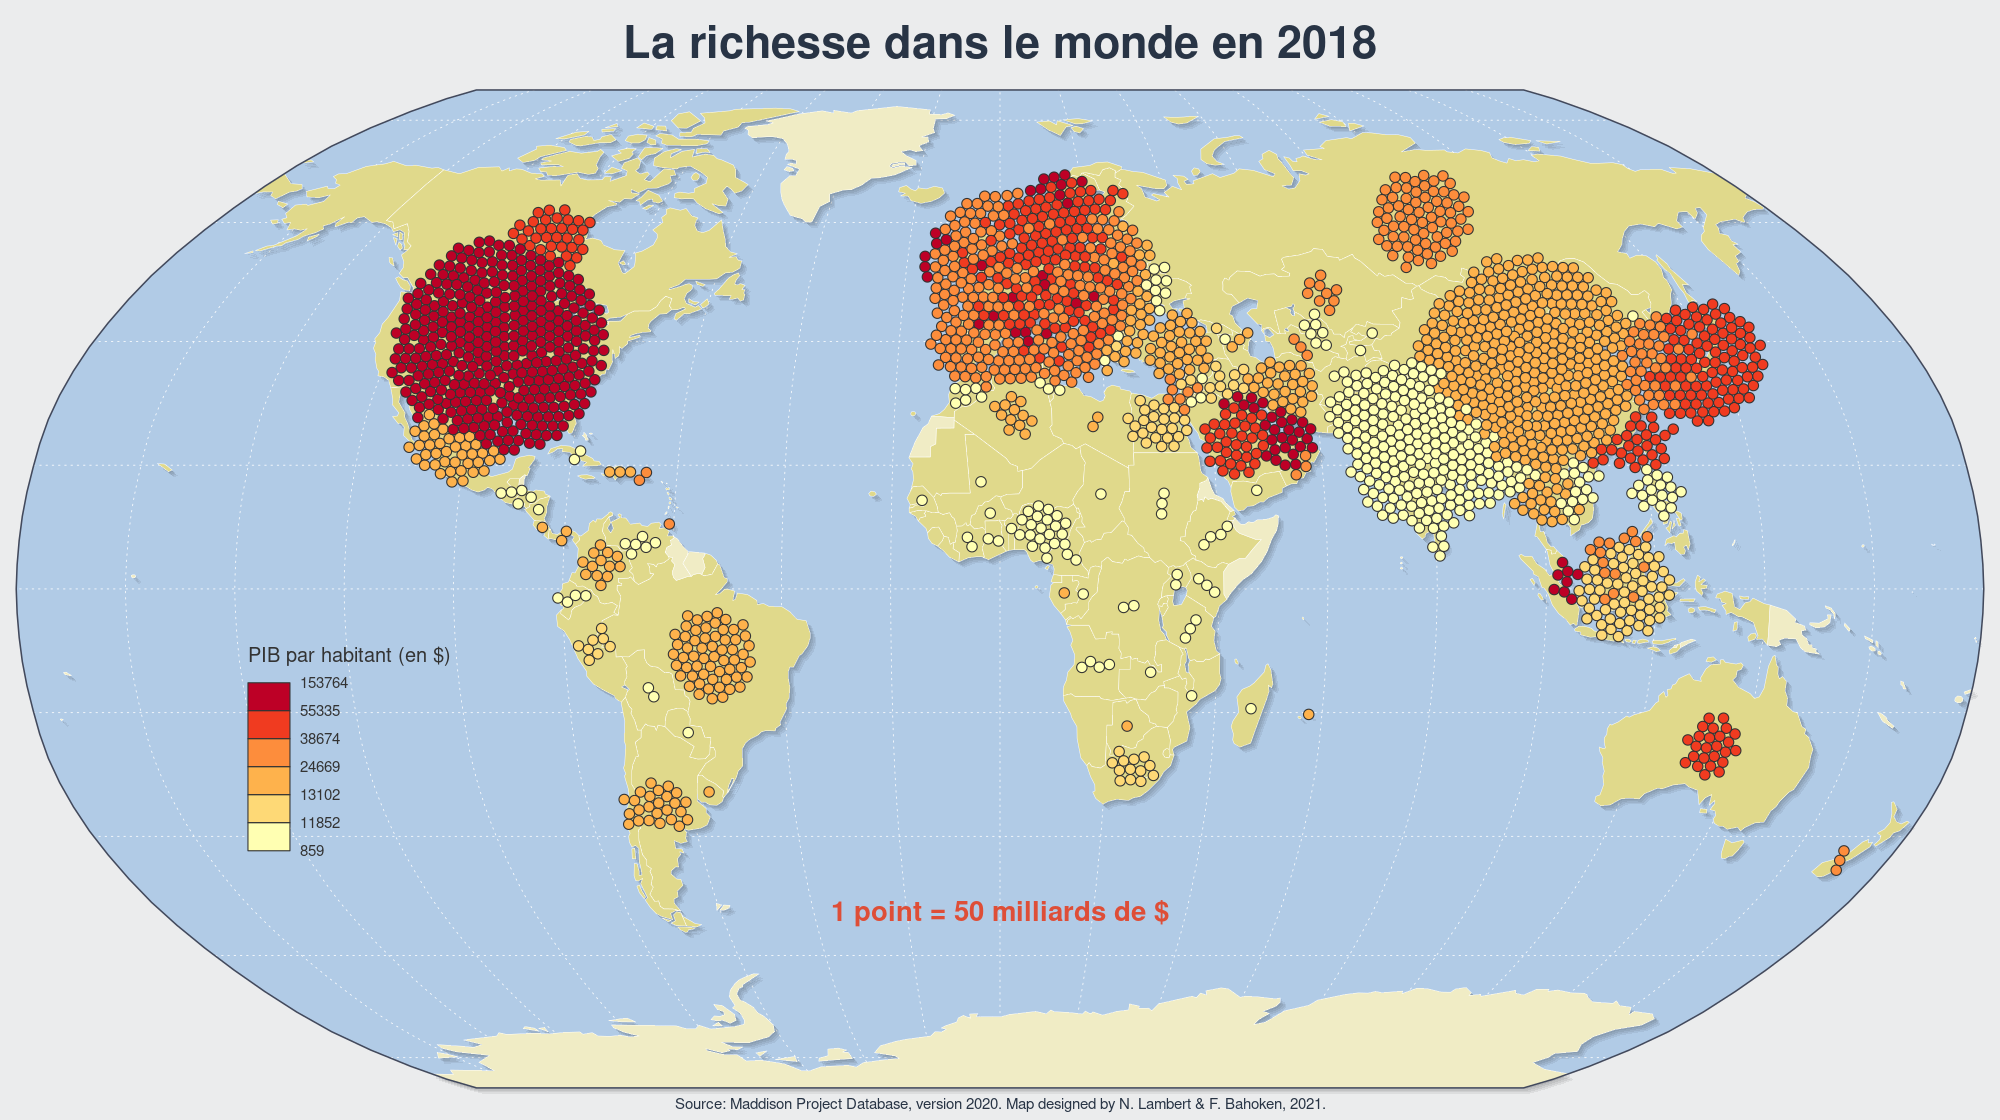 La richesse dans le monde en 2018
PIB par habitant (en $)
153764
55335
38674
24669
13102
11852
859
1 point = 50 milliards de $
Source: Maddison Project Database, version 2020. Map designed by N. Lambert & F. Bahoken, 2021.